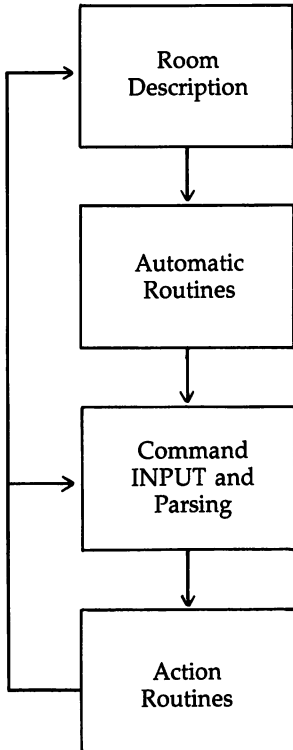 Room
Description
Automatic
Routines
Command
INPUT and
Parsing
Action
Routines